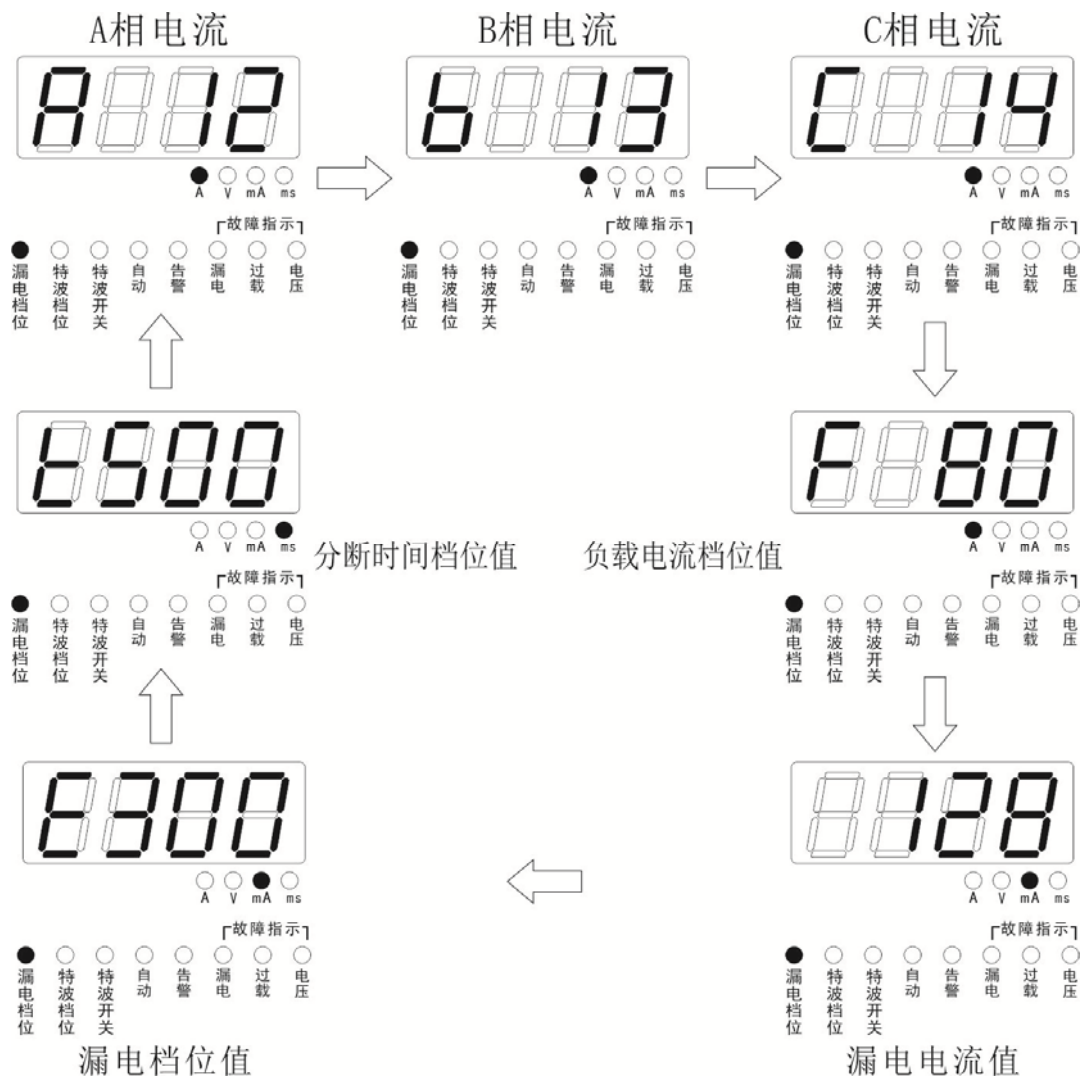 A相电流
B相电流
C相电流
A 12
b 13
C 14
A V mA ms
A V mA ms
A V mA ms
故障指示
故障指示
故障指示
漏电档位 特波档位 特波开关 自动 告警 漏电 过载 电压
漏电档位 特波档位 特波开关 自动 告警 漏电 过载 电压
漏电档位 特波档位 特波开关 自动 告警 漏电 过载 电压
t500
F 80
A V mA ms
A V mA ms
分断时间档位值
负载电流档位值
故障指示
故障指示
漏电档位 特波档位 特波开关 自动 告警 漏电 过载 电压
漏电档位 特波档位 特波开关 自动 告警 漏电 过载 电压
E300
128
A V mA ms
A V mA ms
故障指示
故障指示
漏电档位 特波档位 特波开关 自动 告警 漏电 过载 电压
漏电档位 特波档位 特波开关 自动 告警 漏电 过载 电压
漏电档位值
漏电电流值